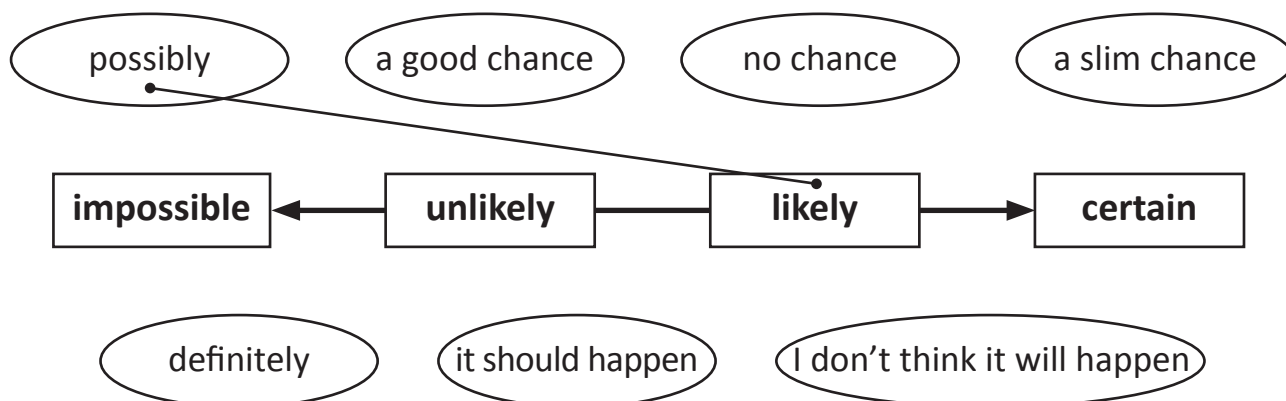 possibly
a good chance
no chance
a slim chance
impossible
unlikely
likely
certain
definitely
it should happen
I don’t think it will happen